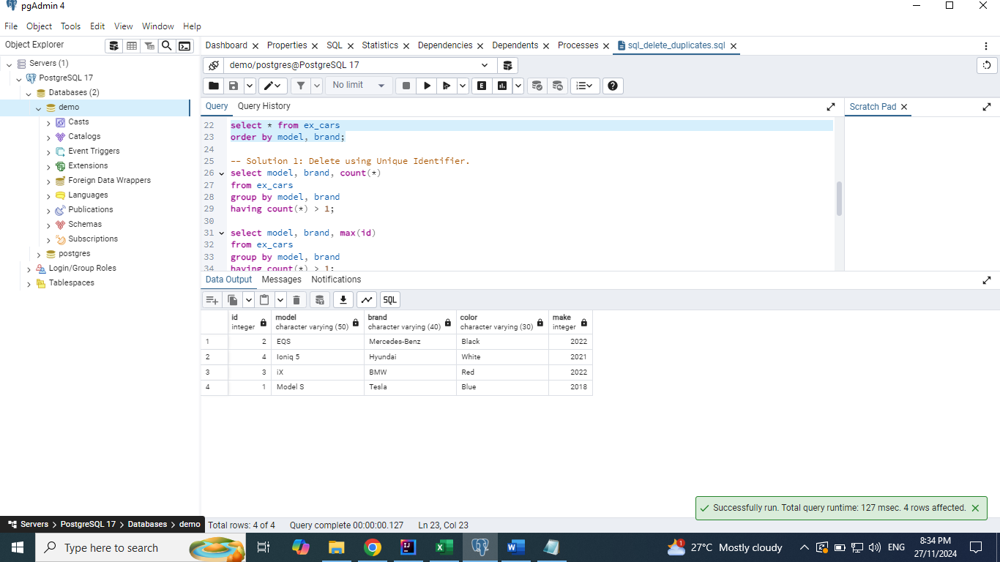 pgAdmin 4
File Object Tools Edit View Window Help
Object Explorer
Dashboard Properties SQL Statistics Dependencies Dependents Processes sql_delete_duplicates.sql
Servers (1)
PostgreSQL 17
Databases (2)
demo
Casts
Catalogs
Event Triggers
Extensions
Foreign Data Wrappers
Languages
Publications
Schemas
Subscriptions
postgres
Login/Group Roles
Tablespaces
demo/postgres@PostgreSQL 17
No limit
E
Query Query History
Scratch Pad
22 select * from ex_cars
23 order by model, brand;
24
25 -- Solution 1: Delete using Unique Identifier.
26 select model, brand, count(*)
27 from ex_cars
28 group by model, brand
29 having count(*) > 1;
30
31 select model, brand, max(id)
32 from ex_cars
33 group by model, brand
34 having count(*) > 1;
Data Output Messages Notifications
SQL
id integer model character varying (50) brand character varying (40) color character varying (30) make integer
1 2 EQS Mercedes-Benz Black 2022
2 4 Ioniq 5 Hyundai White 2021
3 3 iX BMW Red 2022
4 1 Model S Tesla Blue 2018
Successfully run. Total query runtime: 127 msec. 4 rows affected.
Servers > PostgreSQL 17 > Databases > demo
Total rows: 4 of 4 Query complete 00:00:00.127 Ln 23, Col 23
Type here to search
1
27°C Mostly cloudy
ENG
8:34 PM
27/11/2024